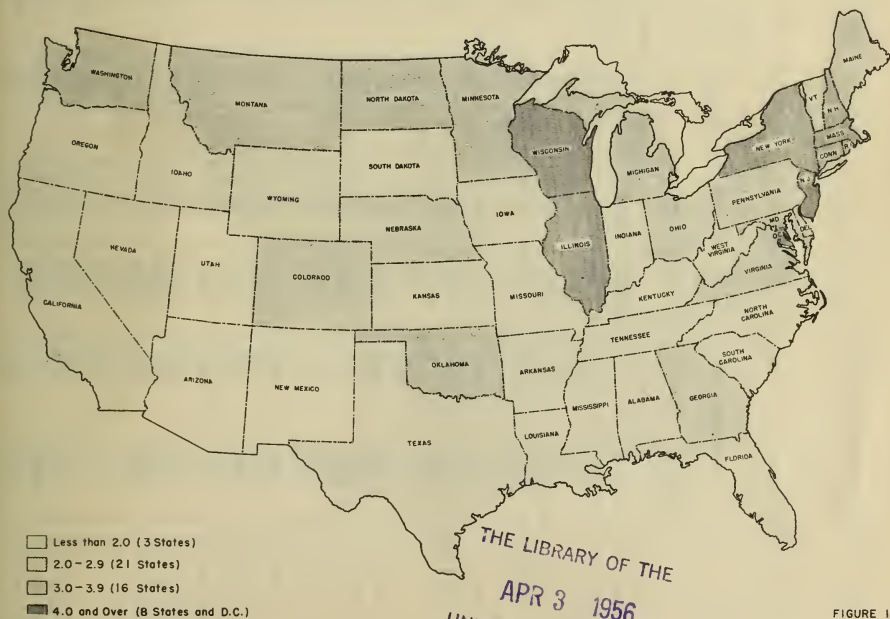 WASHINGTON
MONTANA
NORTH DAKOTA
MINNESOTA
MAINE
VT
N H
OREGON
IDAHO
SOUTH DAKOTA
WISCONSIN
MICHIGAN
NEW YORK
MASS
CONN
R I
WYOMING
NEBRASKA
IOWA
PENNSYLVANIA
N J
NEVADA
UTAH
COLORADO
KANSAS
MISSOURI
ILLINOIS
INDIANA
OHIO
WEST
VIRGINIA
MD
D C
DEL
VIRGINIA
CALIFORNIA
KENTUCKY
NORTH
CAROLINA
TENNESSEE
SOUTH
CAROLINA
ARIZONA
NEW MEXICO
OKLAHOMA
ARKANSAS
MISSISSIPPI
ALABAMA
GEORGIA
TEXAS
LOUISIANA
FLORIDA
Less than 2.0 (3 States)
2.0-2.9 (21 States)
3.0-3.9 (16 States)
4.0 and Over (8 States and D.C.)
THE LIBRARY OF THE
APR 3 1956
FIGURE I